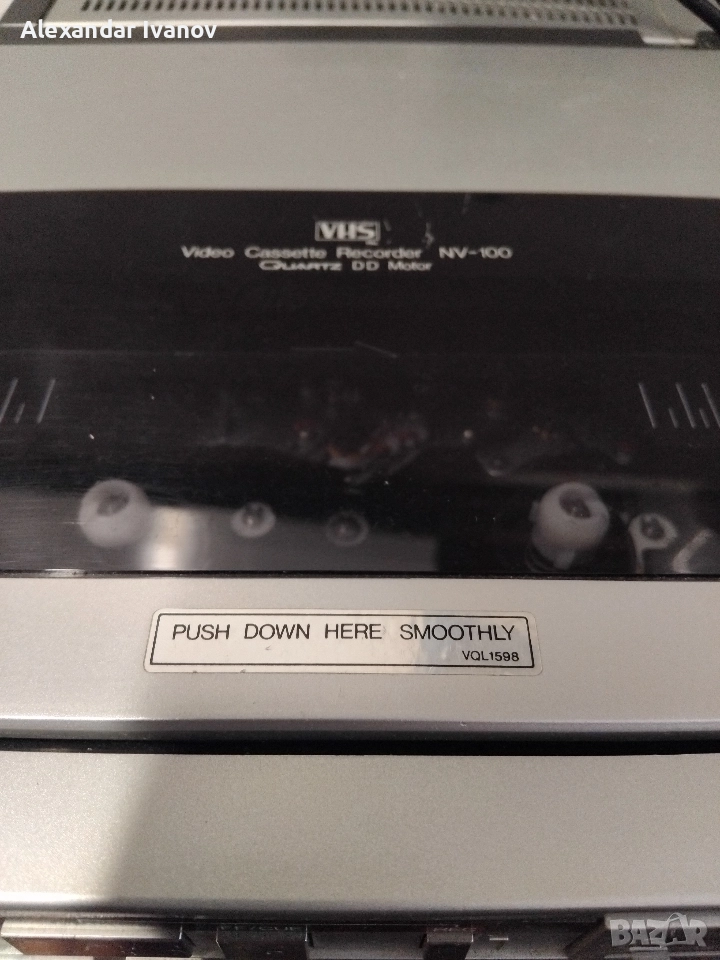 Alexandar Ivanov
VHS
Video Cassette Recorder NV-100
QUARTZ DD Motor
PUSH DOWN HERE SMOOTHLY
VQL1598
BAZAR